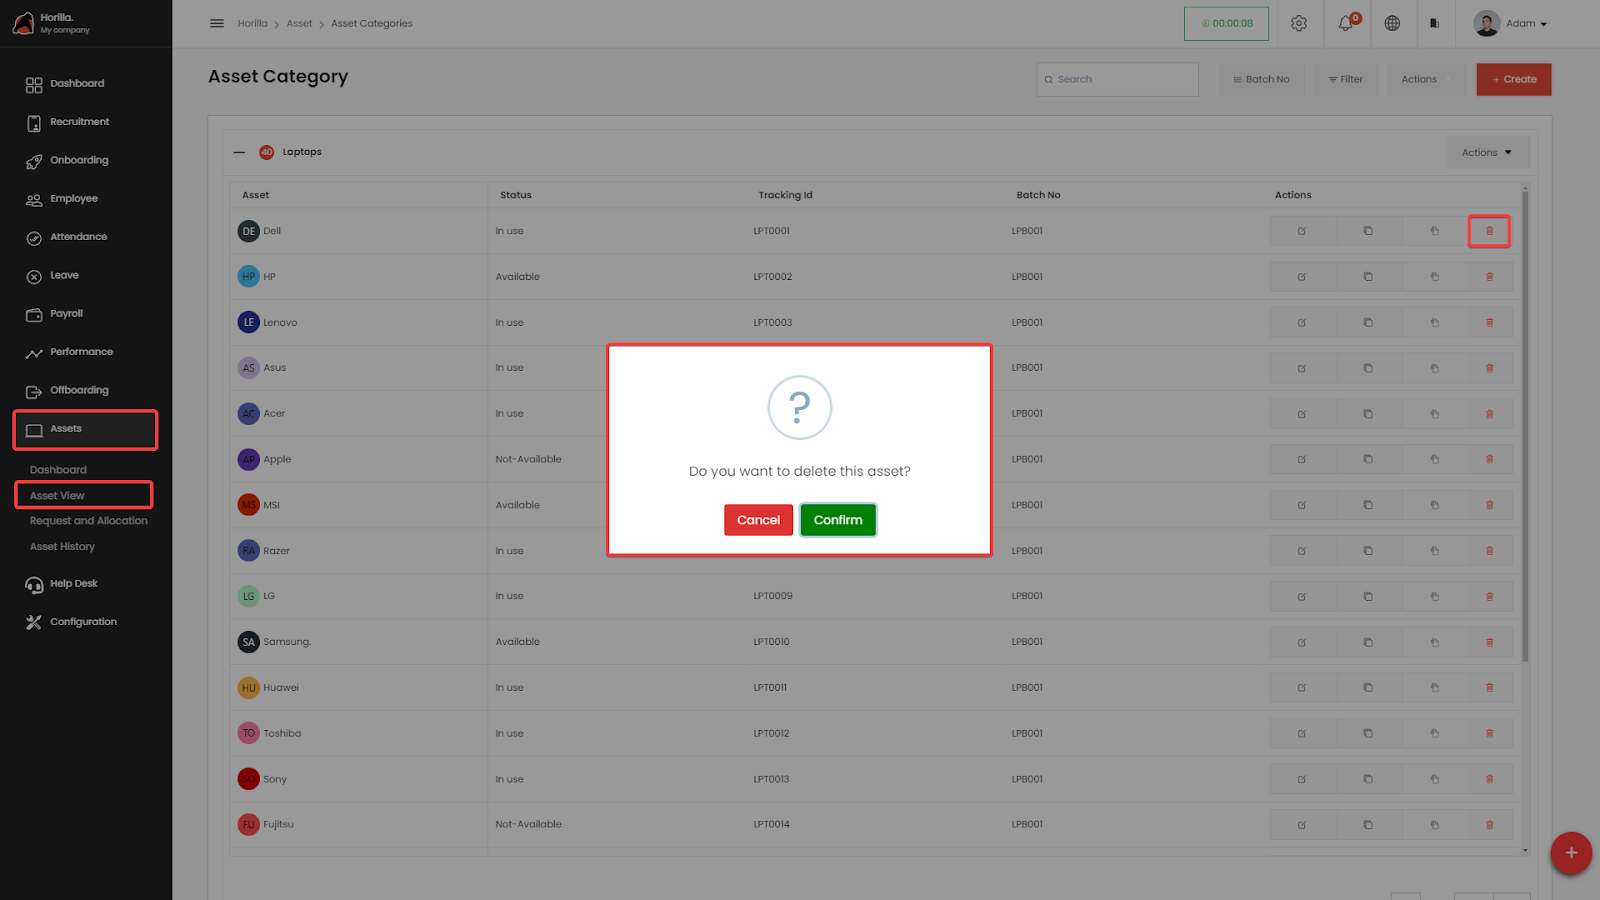 Horilla.
My company
Horilla > Asset > Asset Categories
00:00:08
0
Adam
Dashboard
Recruitment
Onboarding
Employee
Attendance
Leave
Payroll
Performance
Offboarding
Assets
Dashboard
Asset View
Request and Allocation
Asset History
Help Desk
Configuration
Asset Category
Search
Batch No
Filter
Actions
+ Create
40 Laptops
Actions
Asset Status Tracking Id Batch No Actions
DE Dell In use LPT0001 LPB001
HP HP Available LPT0002 LPB001
LE Lenovo In use LPT0003 LPB001
AS Asus In use LPB001
AC Acer In use LPB001
AP Apple Not-Available LPB001
MS MSI Available LPB001
RA Razer In use LPB001
LG LG In use LPT0009 LPB001
SA Samsung. Available LPT0010 LPB001
HU Huawei In use LPT0011 LPB001
TO Toshiba In use LPT0012 LPB001
SO Sony In use LPT0013 LPB001
FU Fujitsu Not-Available LPT0014 LPB001
?
Do you want to delete this asset?
Cancel
Confirm
+